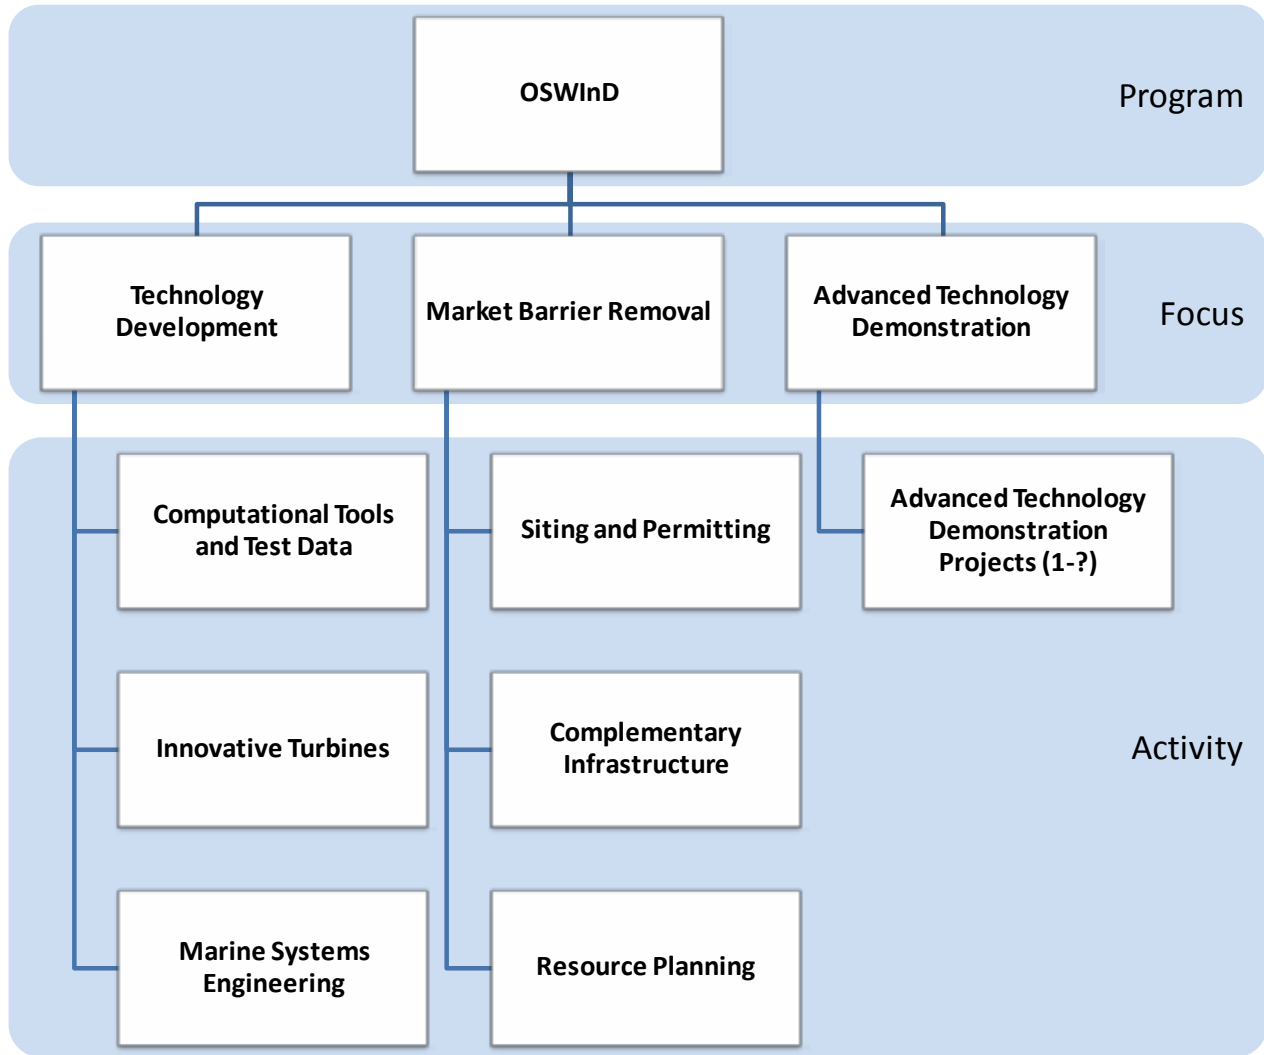 OSWInD
Program
Technology
Development
Market Barrier Removal
Advanced Technology
Demonstration
Focus
Computational Tools
and Test Data
Siting and Permitting
Advanced Technology
Demonstration
Projects (1-?)
Innovative Turbines
Complementary
Infrastructure
Activity
Marine Systems
Engineering
Resource Planning